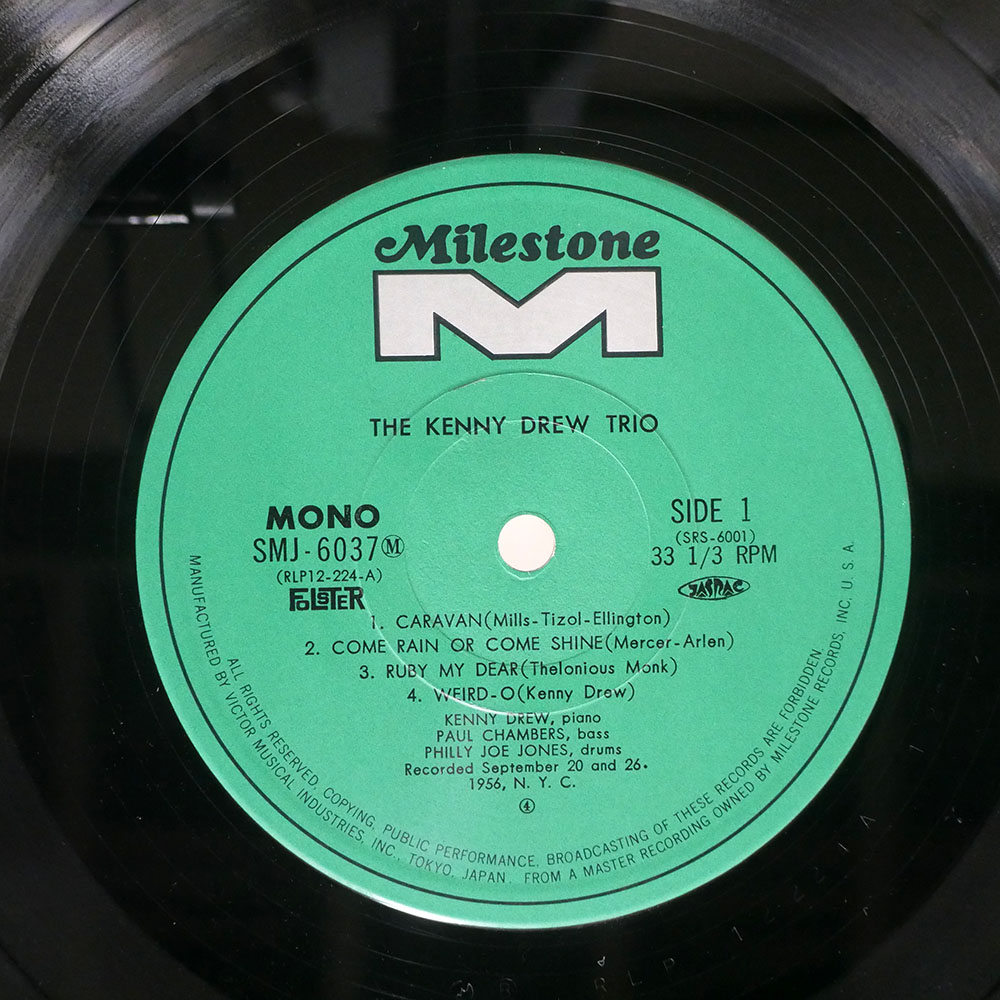 Milestone
M
THE KENNY DREW TRIO
MONO
SMJ-6037 Ⓜ
(RLP12-224-A)
FOLSTER
SIDE 1
(SRS-6001)
33 1/3 RPM
JASRAC
1. CARAVAN(Mills-Tizol-Ellington)
2. COME RAIN OR COME SHINE(Mercer-Arlen)
3. RUBY MY DEAR(Thelonious Monk)
4. WEIRD-O(Kenny Drew)
KENNY DREW, piano
PAUL CHAMBERS, bass
PHILLY JOE JONES, drums
Recorded September 20 and 26.
1956, N. Y. C.
④
ALL RIGHTS RESERVED. COPYING, PUBLIC PERFORMANCE, BROADCASTING OF THESE RECORDS ARE FORBIDDEN.
MANUFACTURED BY VICTOR MUSICAL INDUSTRIES, INC., TOKYO, JAPAN. FROM A MASTER RECORDING OWNED BY MILESTONE RECORDS, INC, U. S. A.